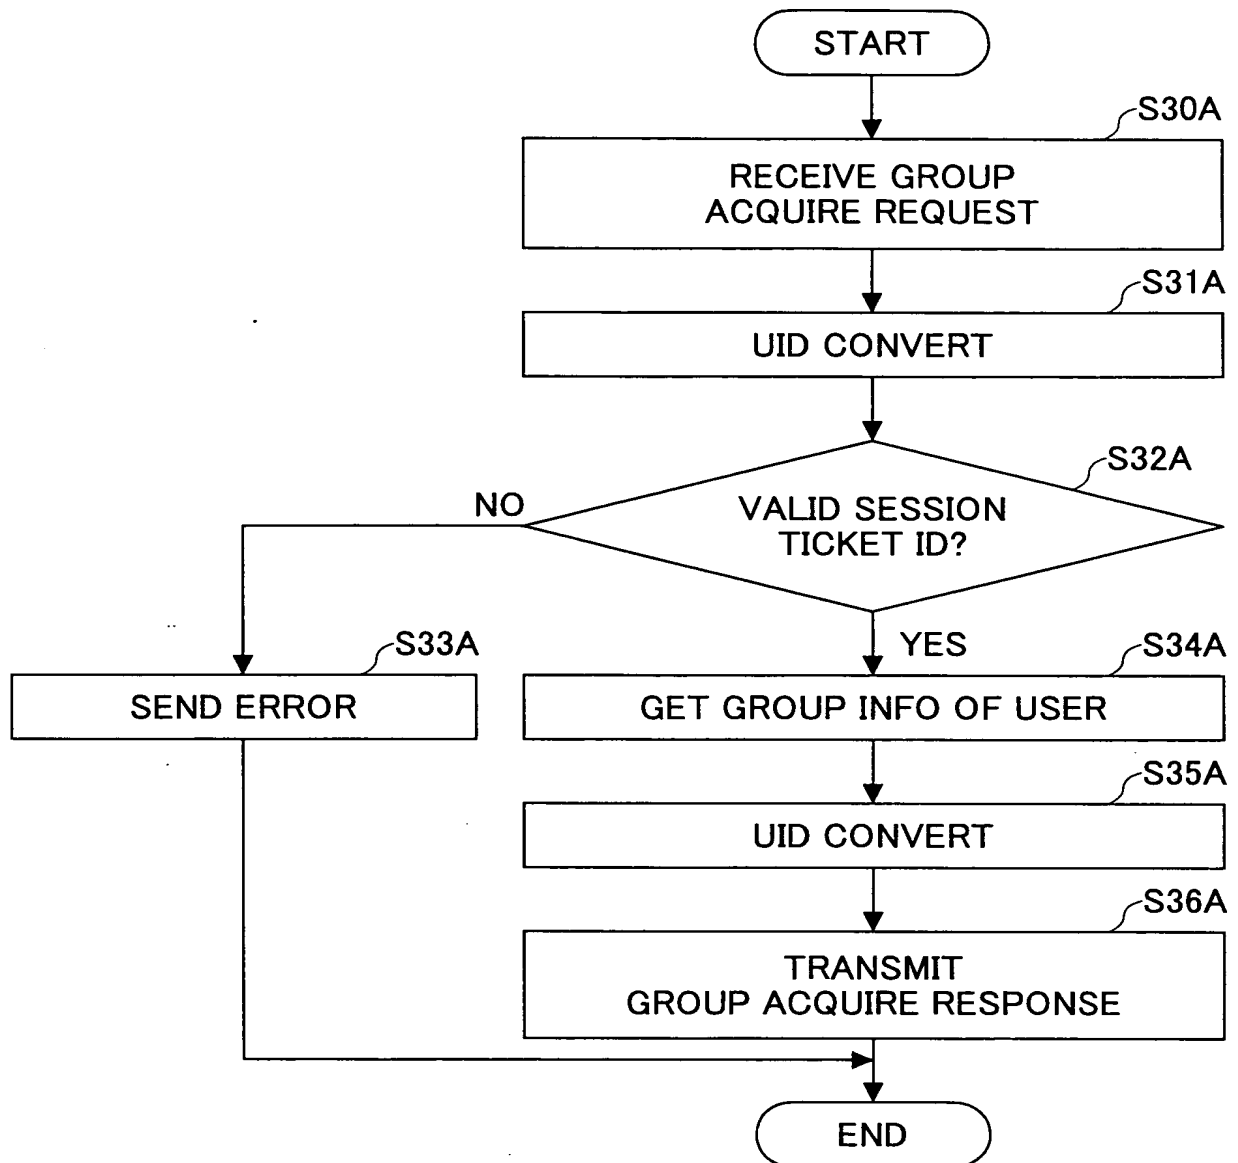 START
S30A
RECEIVE GROUP
ACQUIRE REQUEST
S31A
UID CONVERT
S32A
VALID SESSION
TICKET ID?
NO
YES
S33A
SEND ERROR
S34A
GET GROUP INFO OF USER
S35A
UID CONVERT
S36A
TRANSMIT
GROUP ACQUIRE RESPONSE
END